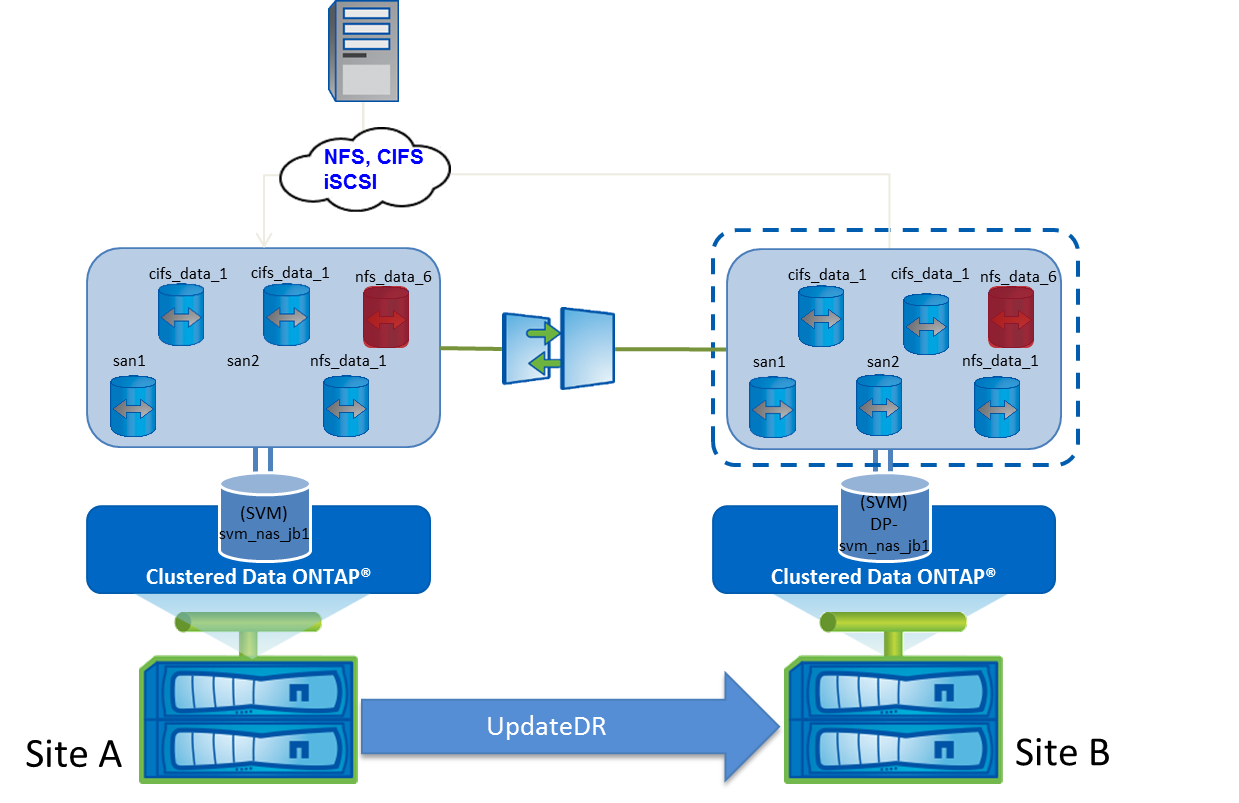 NFS, CIFS
iSCSI
cifs_data_1
cifs_data_1
nfs_data_6
san1
san2
nfs_data_1
cifs_data_1
cifs_data_1
nfs_data_6
san1
san2
nfs_data_1
(SVM)
svm_nas_jb1
Clustered Data ONTAP®
(SVM)
DP-
svm_nas_jb1
Clustered Data ONTAP®
UpdateDR
Site A
Site B